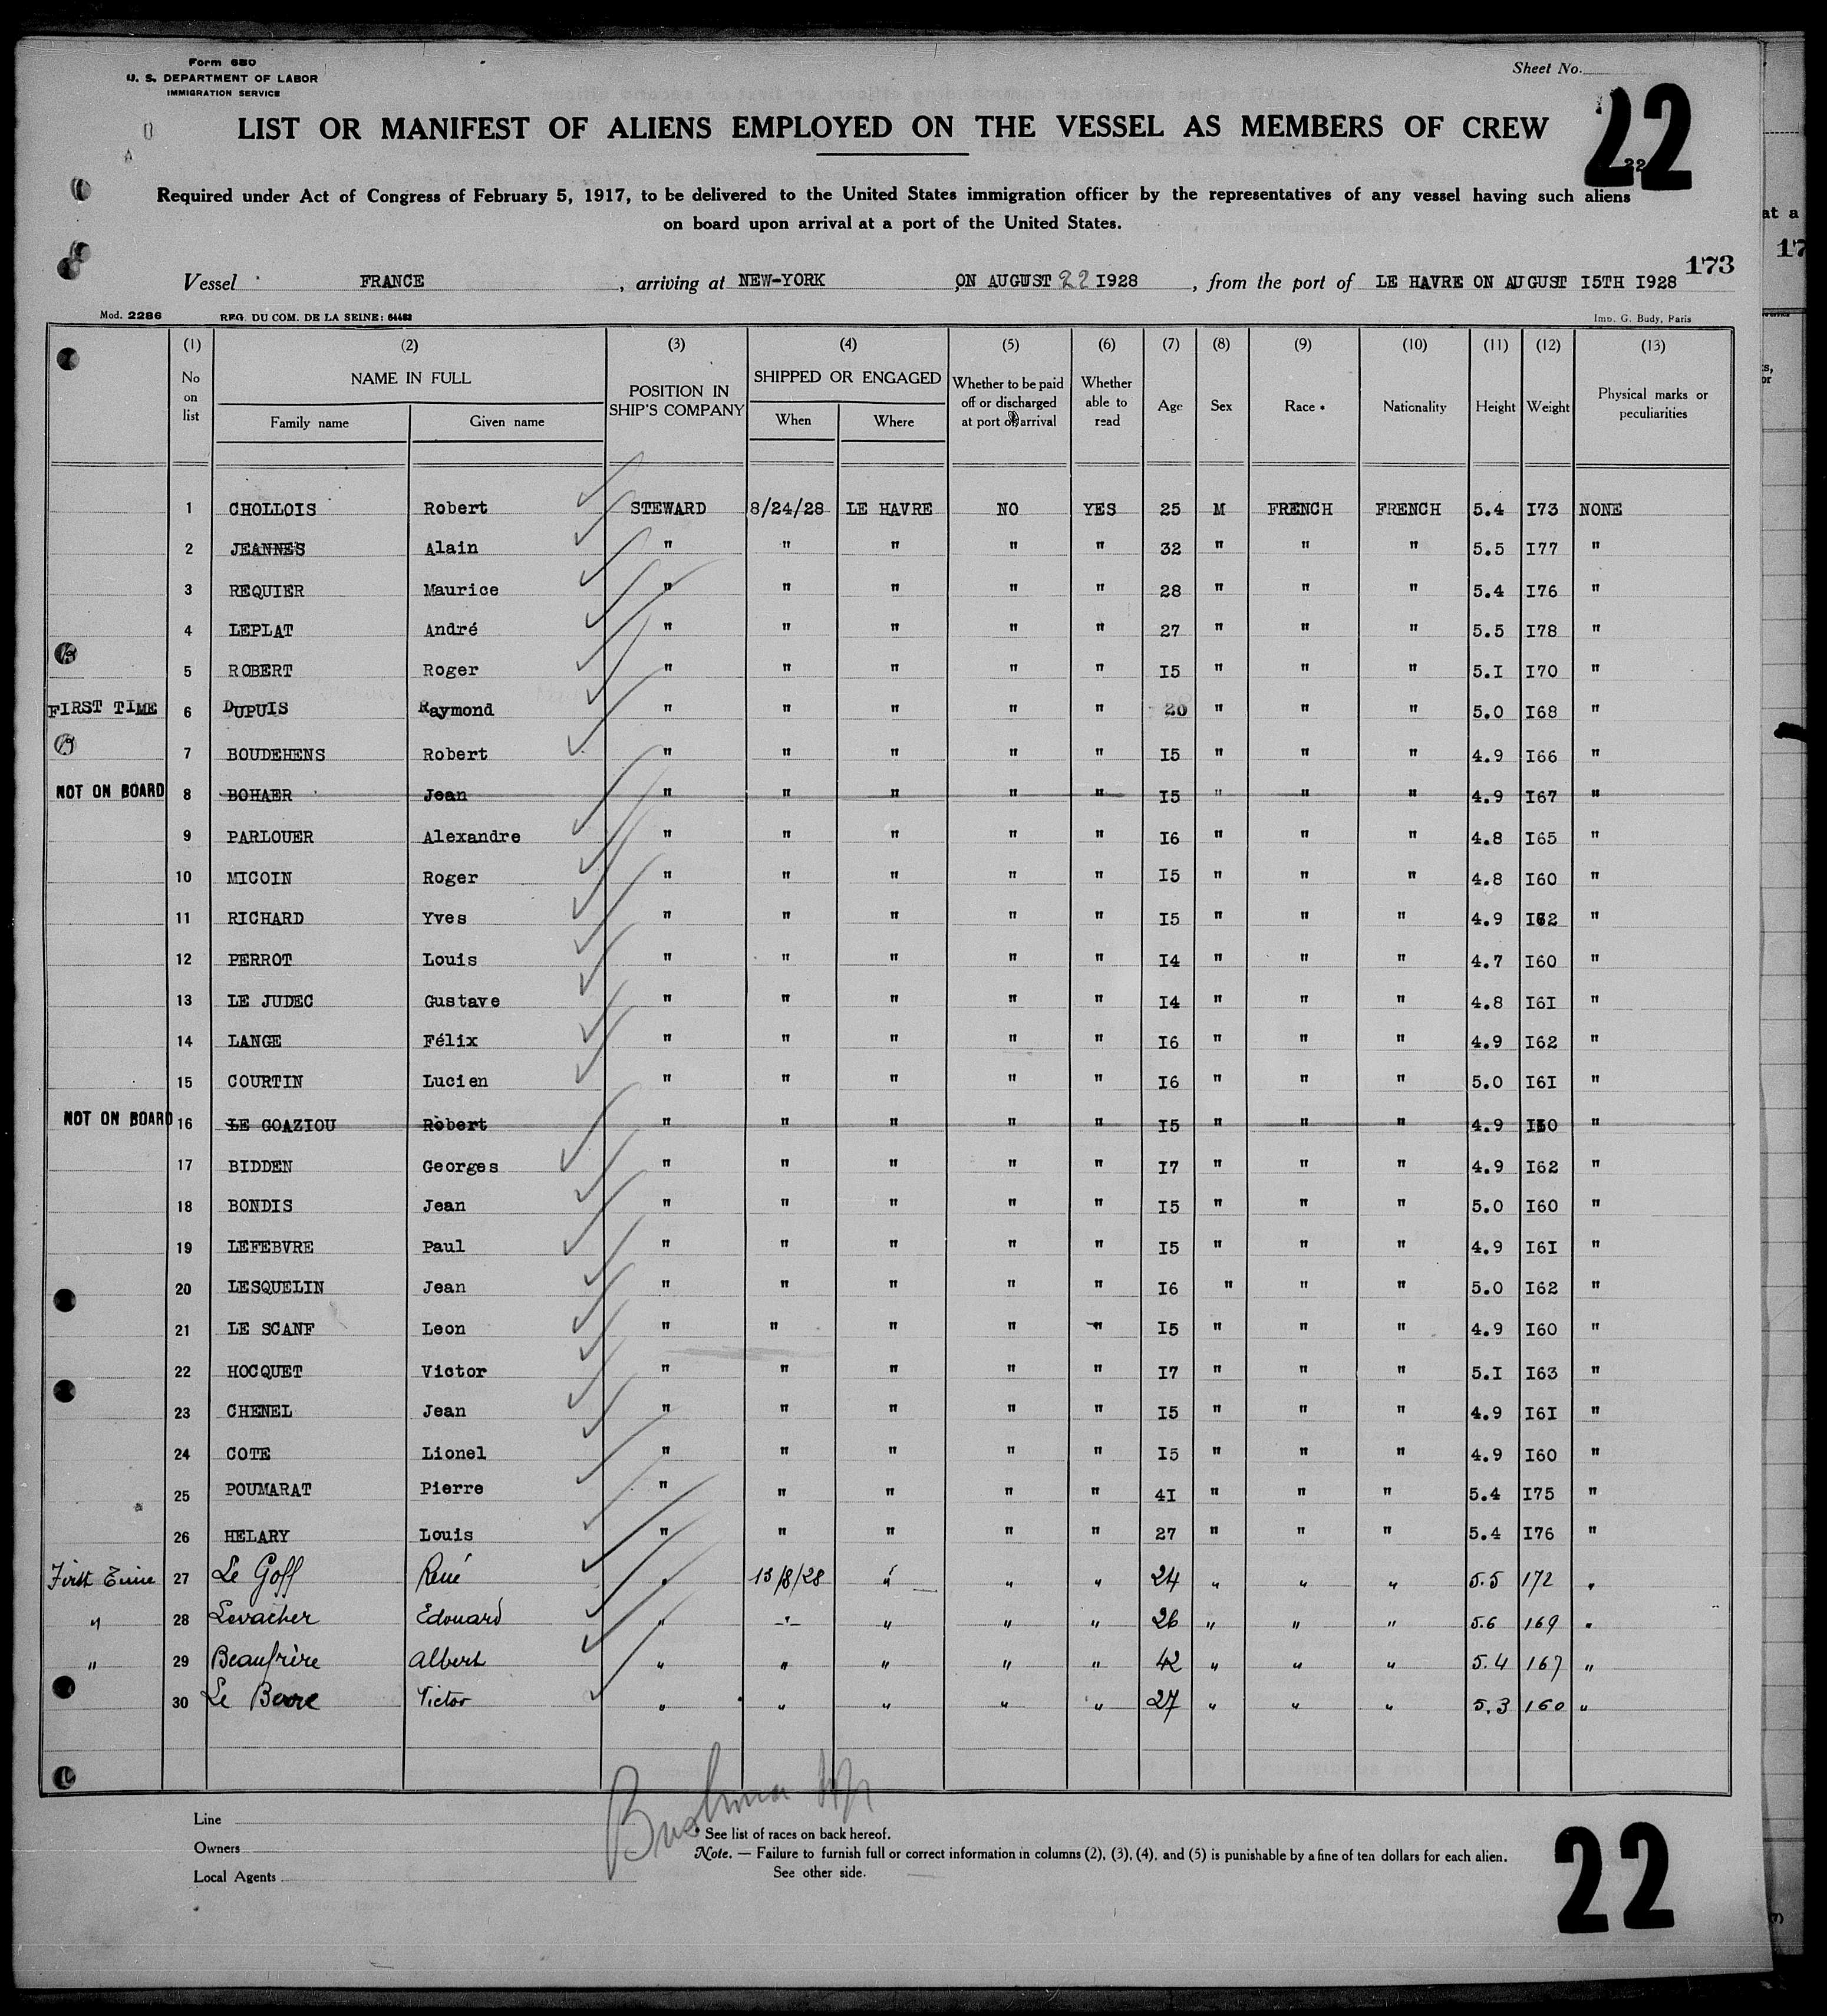 Form 680
U. S. DEPARTMENT OF LABOR
IMMIGRATION SERVICE
Sheet No.
22
LIST OR MANIFEST OF ALIENS EMPLOYED ON THE VESSEL AS MEMBERS OF CREW
22
Required under Act of Congress of February 5, 1917, to be delivered to the United States immigration officer by the representatives of any vessel having such aliens
on board upon arrival at a port of the United States.
173
Vessel FRANCE , arriving at NEW-YORK ON AUGUST 22 I928 , from the port of LE HAVRE ON AUGUST I5TH I928
Mod. 2286 REG. DU COM. DE LA SEINE: 64483 Imp. G. Budy, Paris
(1) (2) (3) (4) (5) (6) (7) (8) (9) (10) (11) (12) (13)
No on list NAME IN FULL Family name Given name POSITION IN SHIP'S COMPANY SHIPPED OR ENGAGED When Where Whether to be paid off or discharged at port of arrival Whether able to read Age Sex Race * Nationality Height Weight Physical marks or peculiarities
1 CHOLLOIS Robert STEWARD 8/24/28 LE HAVRE NO YES 25 M FRENCH FRENCH 5.4 I73 NONE
2 JEANNES Alain " " " " " 32 " " " 5.5 I77 "
3 REQUIER Maurice " " " " " 28 " " " 5.4 I76 "
4 LEPLAT André " " " " " 27 " " " 5.5 I78 "
5 ROBERT Roger " " " " " I5 " " " 5.I I70 "
FIRST TIME 6 DUPUIS Raymond " " " " " 20 " " " 5.0 I68 "
7 BOUDEHENS Robert " " " " " I5 " " " 4.9 I66 "
NOT ON BOARD 8 BOHAER Jean " " " " " I5 " " " 4.9 I67 "
9 PARLOUER Alexandre " " " " " I6 " " " 4.8 I65 "
10 MICOIN Roger " " " " " I5 " " " 4.8 I60 "
11 RICHARD Yves " " " " " I5 " " " 4.9 I62 "
12 PERROT Louis " " " " " I4 " " " 4.7 I60 "
13 LE JUDEC Gustave " " " " " I4 " " " 4.8 I6I "
14 LANGE Félix " " " " " I6 " " " 4.9 I62 "
15 COURTIN Lucien " " " " " I6 " " " 5.0 I6I "
NOT ON BOARD 16 LE GOAZIOU Robert " " " " " I5 " " " 4.9 "
17 BIDDEN Georges " " " " " I7 " " " 4.9 I62 "
18 BONDIS Jean " " " " " I5 " " " 5.0 I60 "
19 LEFEBVRE Paul " " " " " I5 " " " 4.9 I6I "
20 LESQUELIN Jean " " " " " I6 " " " 5.0 I62 "
21 LE SCANF Leon " " " " " I5 " " " 4.9 I60 "
22 HOCQUET Victor " " " " " I7 " " " 5.I I63 "
23 CHENEL Jean " " " " " I5 " " " 4.9 I6I "
24 COTE Lionel " " " " " I5 " " " 4.9 I60 "
25 POUMARAT Pierre " " " " " 4I " " " 5.4 I75 "
26 HELARY Louis " " " " " 27 " " " 5.4 I76 "
First Time 27 Le Goff René " 13/8/28 " " " 24 " " " 5.5 172 "
" 28 Levacher Edouard " " " " " 26 " " " 5.6 169 "
" 29 Beaufrère Albert " " " " " 42 " " " 5.4 167 "
30 Le Berre Victor " " " " " 27 " " " 5.3 160 "
Line
Owners
Local Agents
* See list of races on back hereof.
Note. — Failure to furnish full or correct information in columns (2), (3), (4), and (5) is punishable by a fine of ten dollars for each alien.
See other side.
22